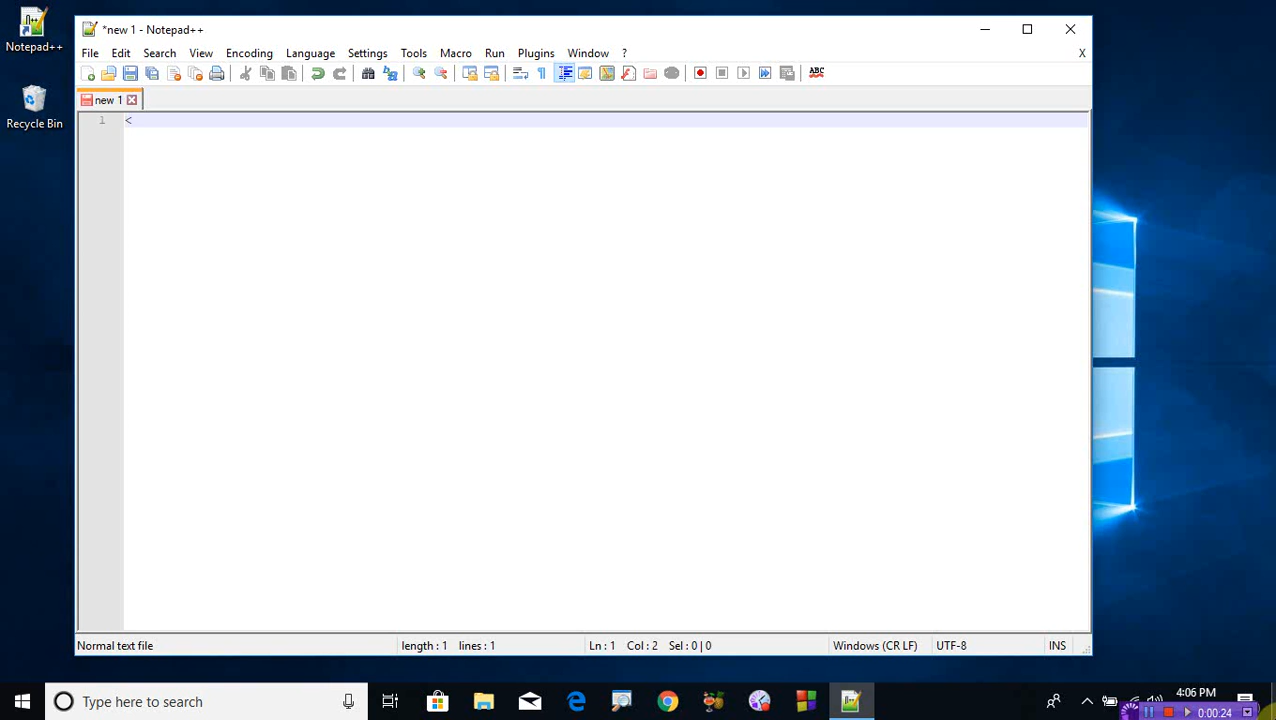 Notepad++
Recycle Bin
*new 1 - Notepad++
File Edit Search View Encoding Language Settings Tools Macro Run Plugins Window ? X
ABC
new 1
1 <
Normal text file length : 1 lines : 1 Ln : 1 Col : 2 Sel : 0 | 0 Windows (CR LF) UTF-8 INS
Type here to search
4:06 PM
0:00:24